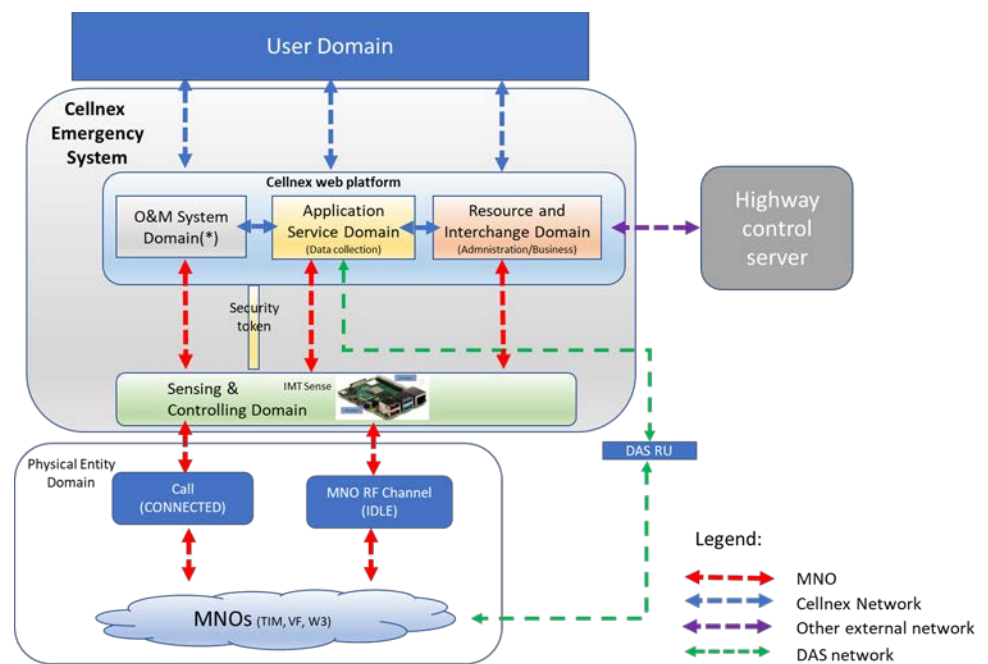 User Domain
Cellnex
Emergency
System
Cellnex web platform
O&M System
Domain(*)
Application
Service Domain
(Data collection)
Resource and
Interchange Domain
(Admnistration/Business)
Highway
control
server
Security
token
Sensing &
Controlling Domain
IMT Sense
Physical Entity
Domain
Call
(CONNECTED)
MNO RF Channel
(IDLE)
DAS RU
MNOs (TIM, VF, W3)
Legend:
MNO
Cellnex Network
Other external network
DAS network